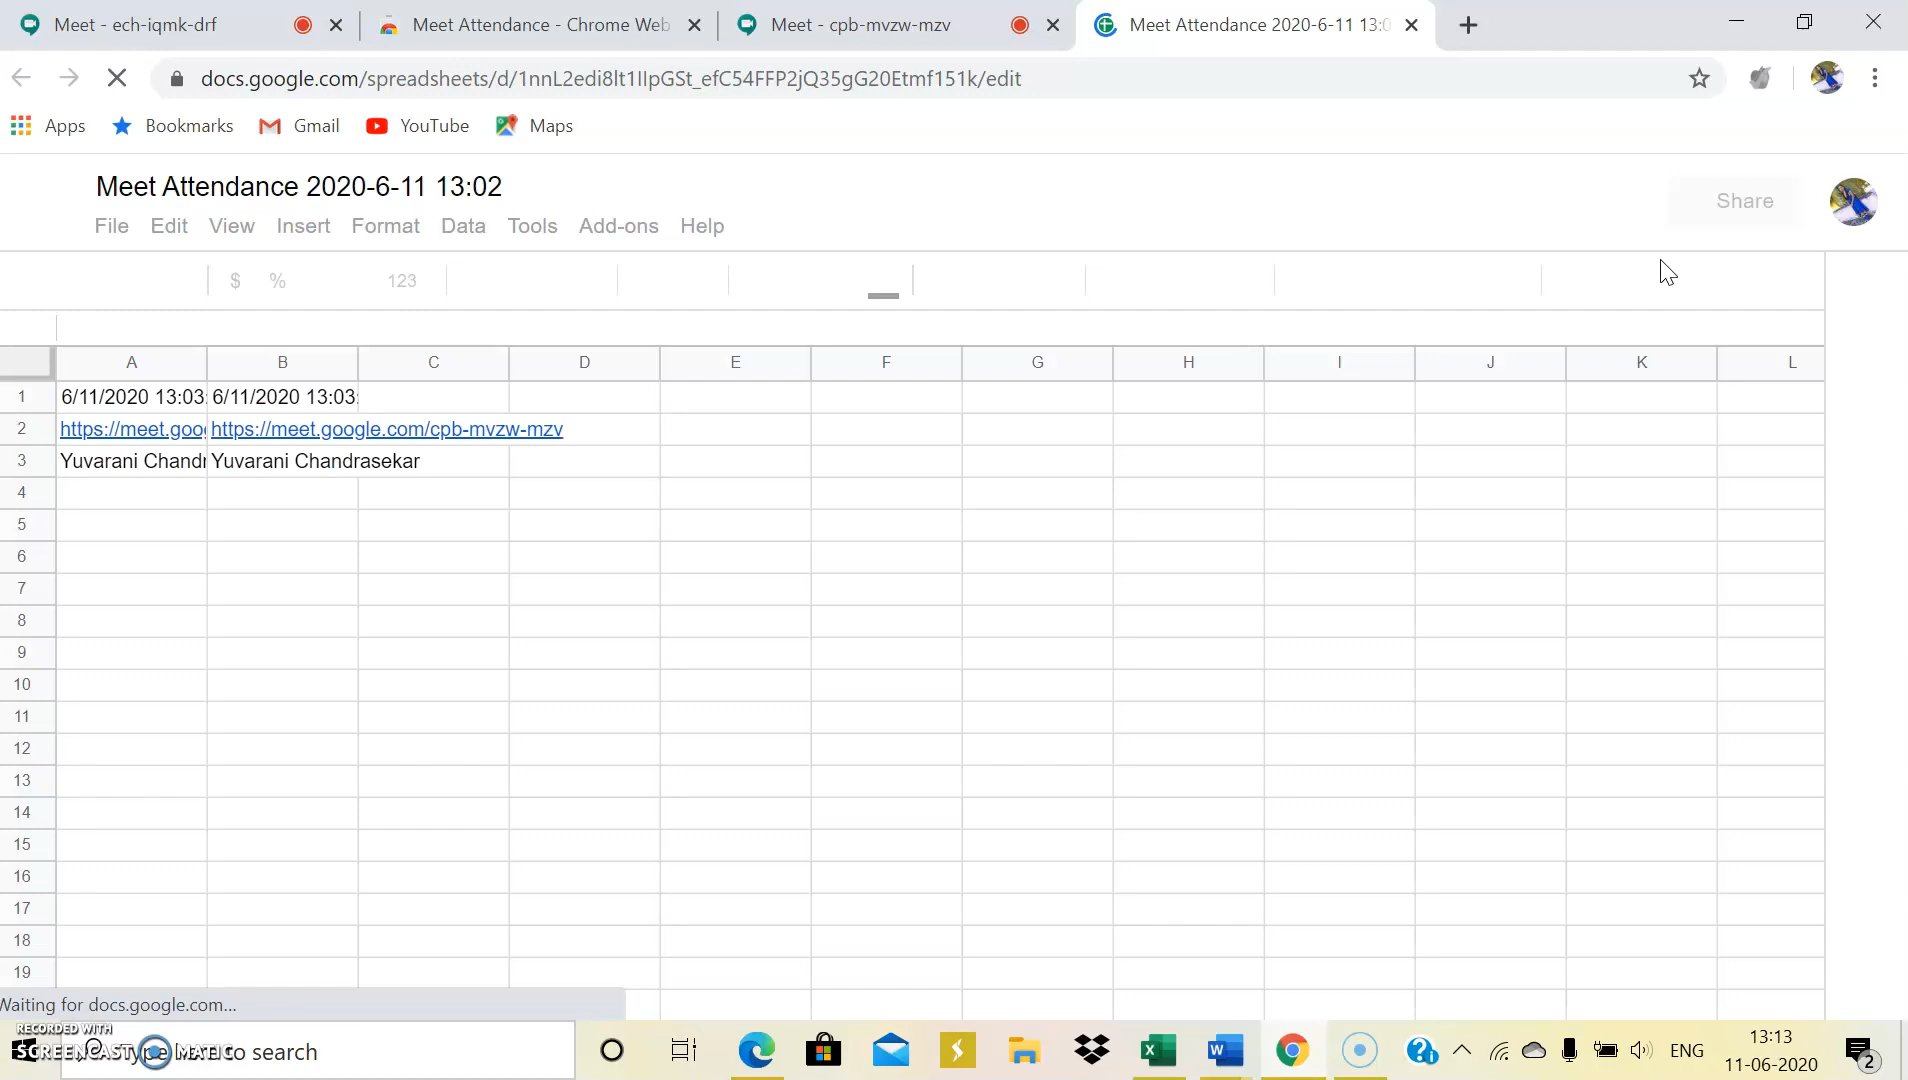 Meet - ech-iqmk-drf
Meet Attendance - Chrome Web
Meet - cpb-mvzw-mzv
Meet Attendance 2020-6-11 13:0
docs.google.com/spreadsheets/d/1nnL2edi8lt1IIpGSt_efC54FFP2jQ35gG20Etmf151k/edit
Apps Bookmarks Gmail YouTube Maps
Meet Attendance 2020-6-11 13:02
Share
File Edit View Insert Format Data Tools Add-ons Help
$ % 123
A B C D E F G H I J K L
1 6/11/2020 13:03: 6/11/2020 13:03:
2 https://meet.goo https://meet.google.com/cpb-mvzw-mzv
3 Yuvarani Chandr Yuvarani Chandrasekar
4
5
6
7
8
9
10
11
12
13
14
15
16
17
18
19
Waiting for docs.google.com...
RECORDED WITH
SCREENCAST MATIC
to search
ENG
13:13
11-06-2020
2